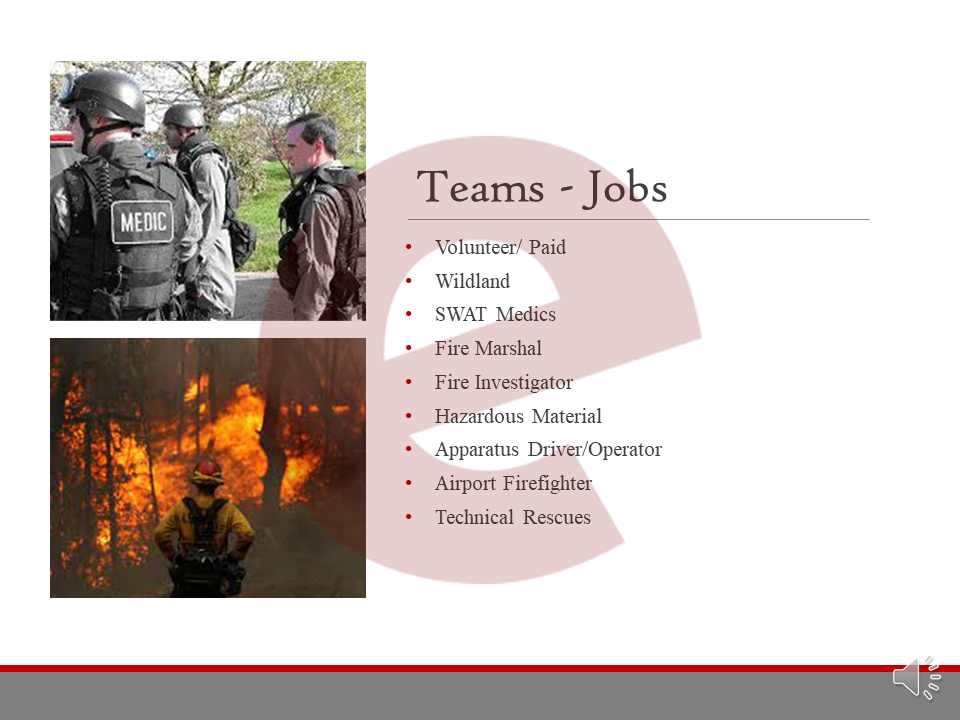 MEDIC
Teams - Jobs
• Volunteer/ Paid
• Wildland
• SWAT Medics
• Fire Marshal
• Fire Investigator
• Hazardous Material
• Apparatus Driver/Operator
• Airport Firefighter
• Technical Rescues
e